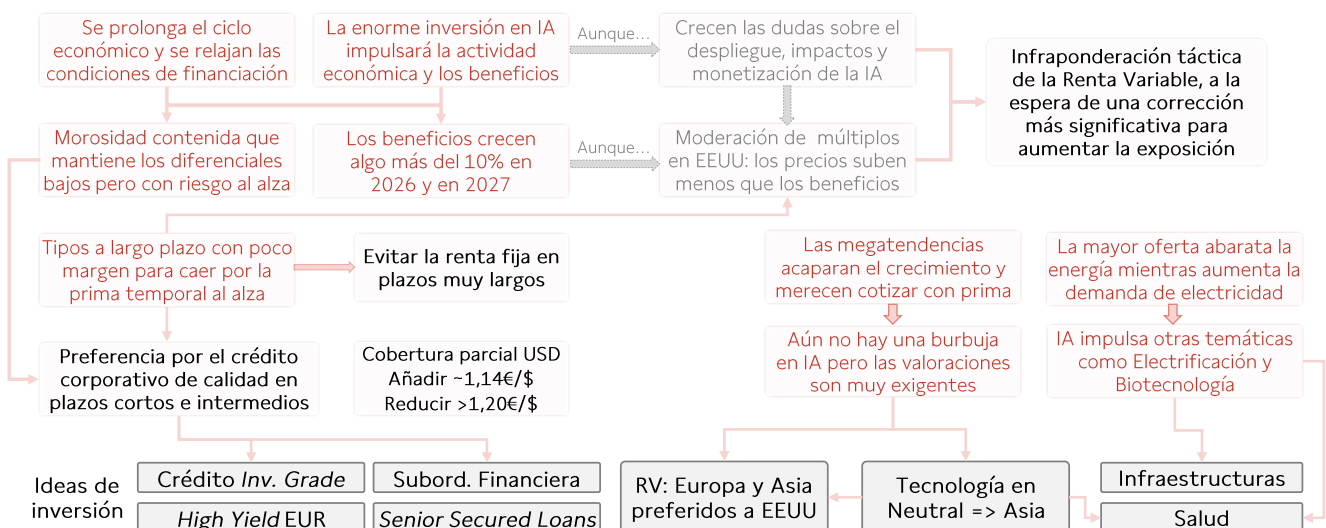 Se prolonga el ciclo
económico y se relajan las
condiciones de financiación
La enorme inversión en IA
impulsará la actividad
económica y los beneficios
Aunque...
Crecen las dudas sobre el
despliegue, impactos y
monetización de la IA
Infraponderación táctica
de la Renta Variable, a la
espera de una corrección
más significativa para
aumentar la exposición
Morosidad contenida que
mantiene los diferenciales
bajos pero con riesgo al alza
Los beneficios crecen
algo más del 10% en
2026 y en 2027
Aunque...
Moderación de múltiplos
en EEUU: los precios suben
menos que los beneficios
Tipos a largo plazo con poco
margen para caer por la
prima temporal al alza
Evitar la renta fija en
plazos muy largos
Las megatendencias
acaparan el crecimiento y
merecen cotizar con prima
La mayor oferta abarata la
energía mientras aumenta la
demanda de electricidad
Preferencia por el crédito
corporativo de calidad en
plazos cortos e intermedios
Cobertura parcial USD
Añadir ~1,14€/$
Reducir >1,20€/$
Aún no hay una burbuja
en IA pero las valoraciones
son muy exigentes
IA impulsa otras temáticas
como Electrificación y
Biotecnología
Ideas de
inversión
Crédito Inv. Grade
Subord. Financiera
High Yield EUR
Senior Secured Loans
RV: Europa y Asia
preferidos a EEUU
Tecnología en
Neutral => Asia
Infraestructuras
Salud